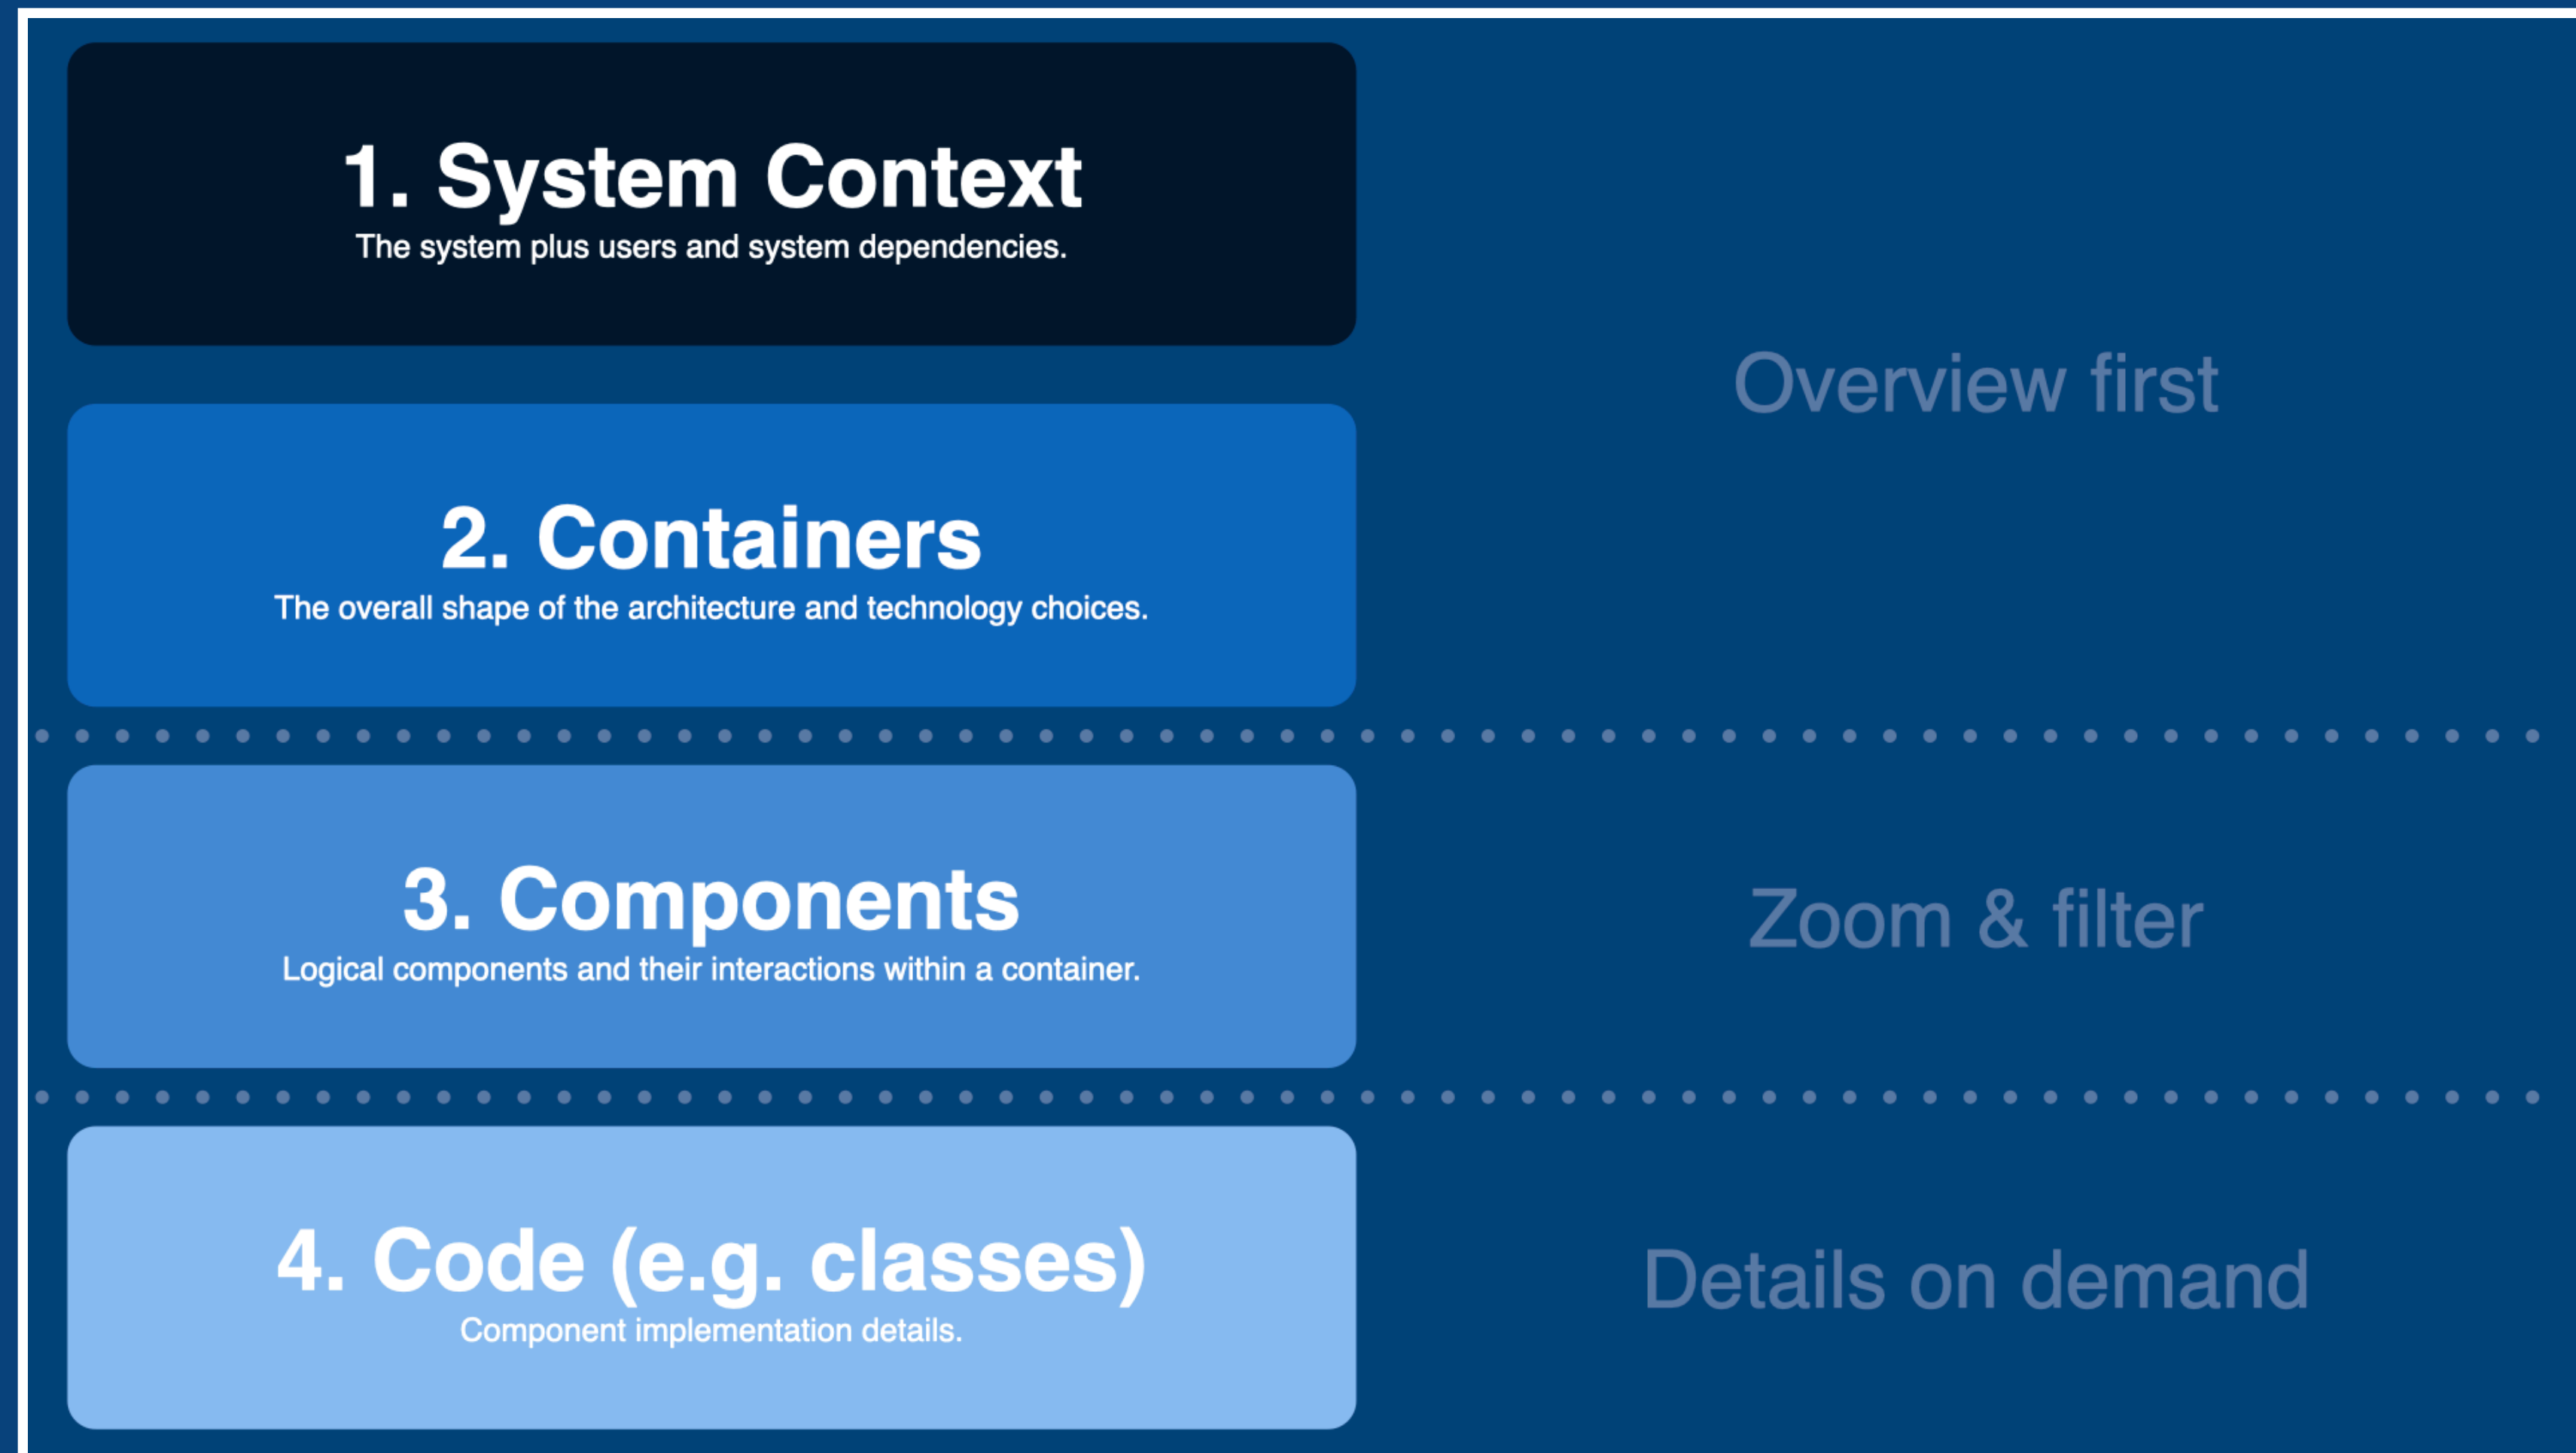 1. System Context
The system plus users and system dependencies.
Overview first
2. Containers
The overall shape of the architecture and technology choices.
3. Components
Logical components and their interactions within a container.
Zoom & filter
4. Code (e.g. classes)
Component implementation details.
Details on demand